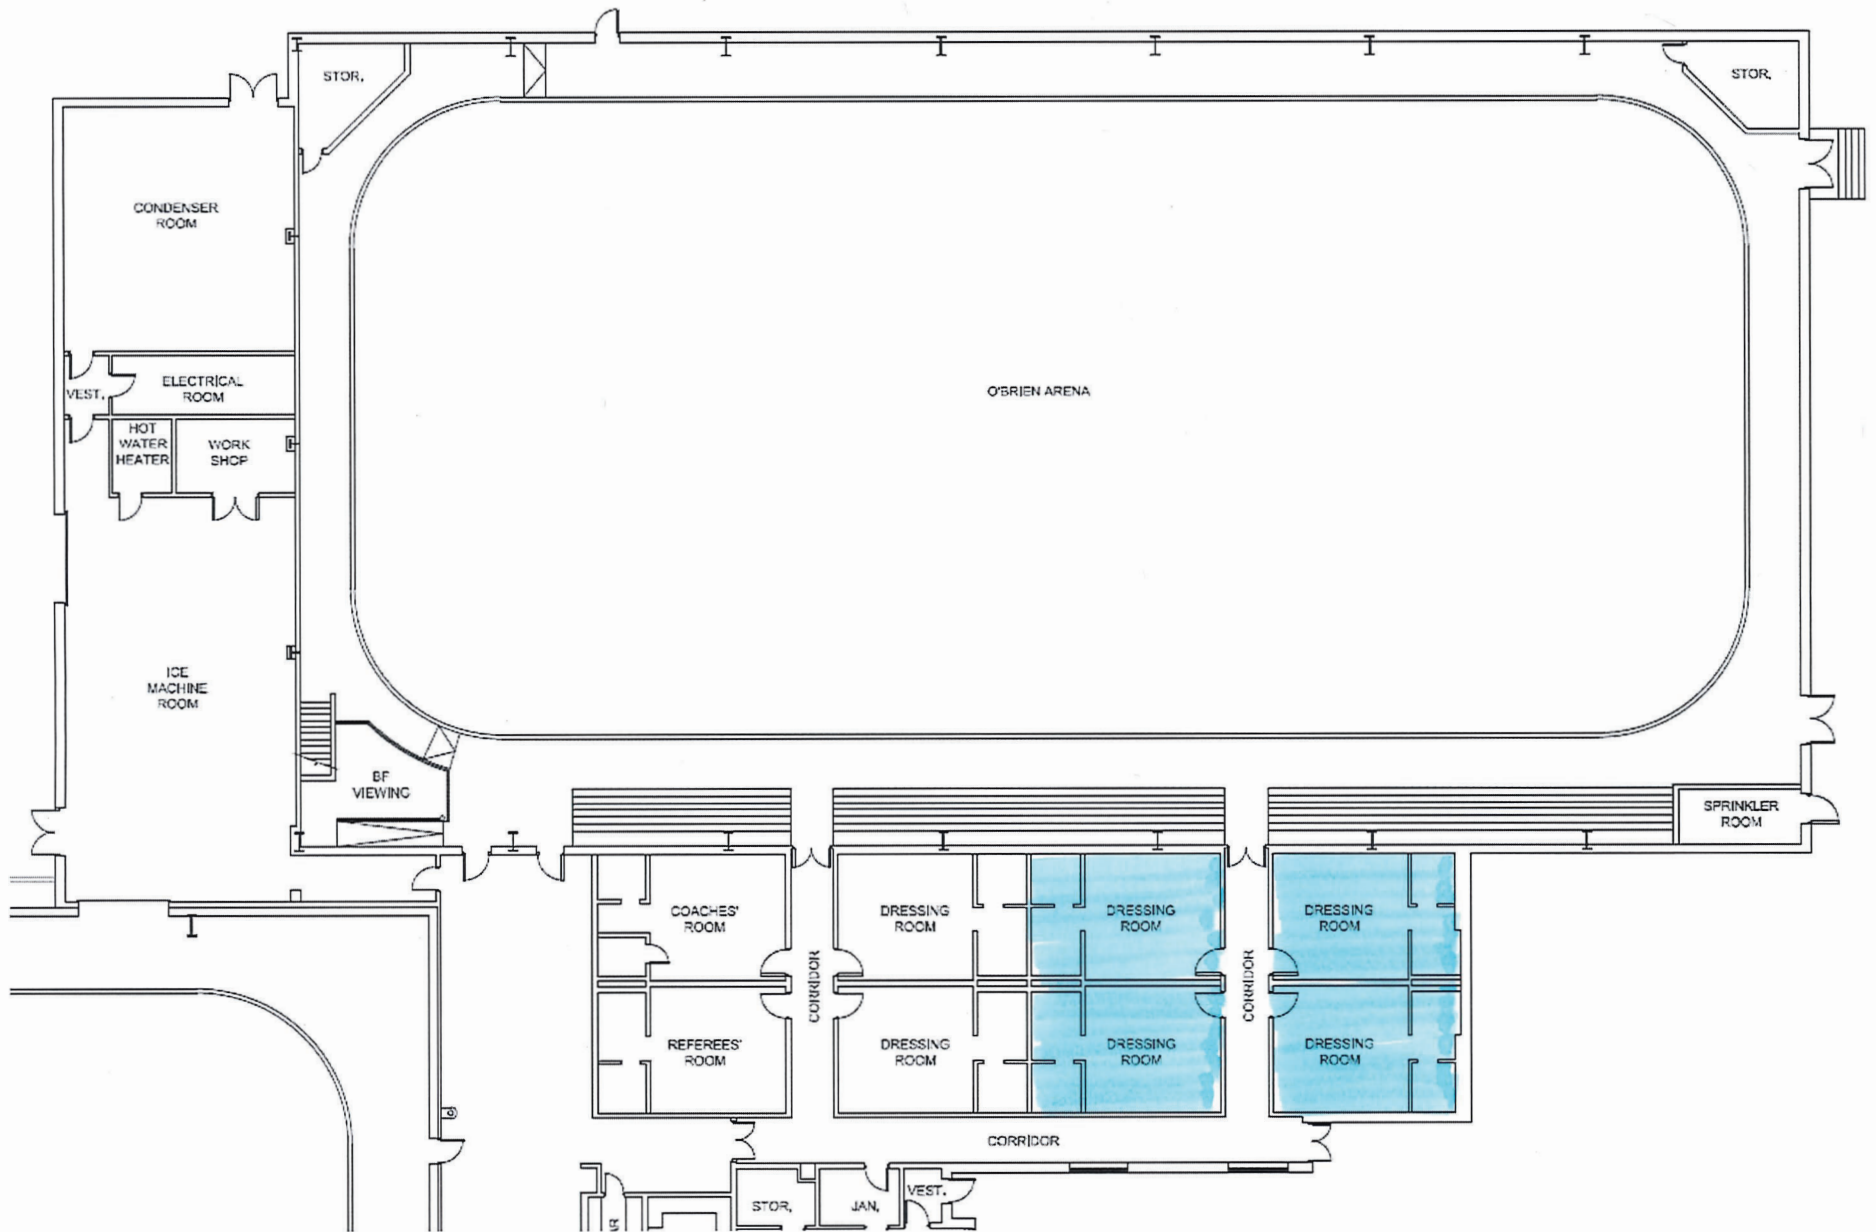 STOR.
STOR.
CONDENSER
ROOM
ELECTRICAL
ROOM
VEST.
HOT
WATER
HEATER
WORK
SHOP
O'BRIEN ARENA
ICE
MACHINE
ROOM
BF
VIEWING
SPRINKLER
ROOM
COACHES'
ROOM
DRESSING
ROOM
DRESSING
ROOM
DRESSING
ROOM
CORRIDOR
CORRIDOR
REFEREES'
ROOM
DRESSING
ROOM
DRESSING
ROOM
DRESSING
ROOM
CORRIDOR
STOR.
JAN.
VEST.